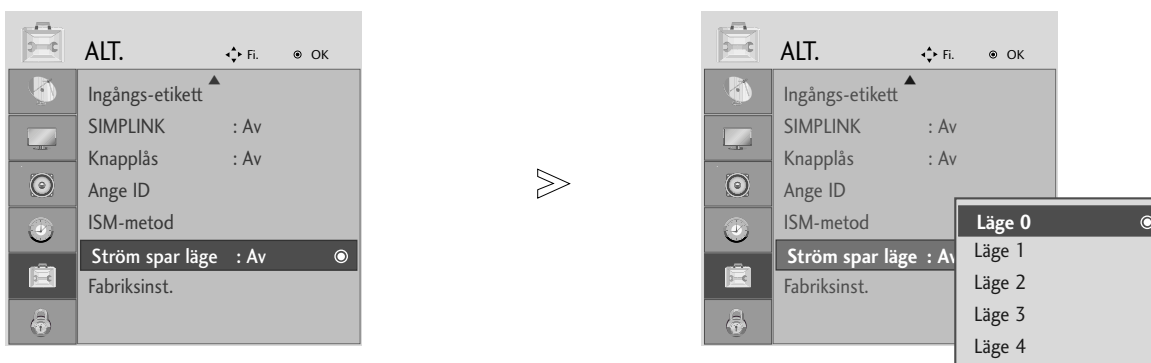 ALT. Fi. OK
Ingångs-etikett
SIMPLINK : Av
Knapplås : Av
Ange ID
ISM-metod
Ström spar läge : Av
Fabriksinst.
ALT. Fi. OK
Ingångs-etikett
SIMPLINK : Av
Knapplås : Av
Ange ID
ISM-metod
Ström spar läge : Av
Fabriksinst.
Läge 0
Läge 1
Läge 2
Läge 3
Läge 4